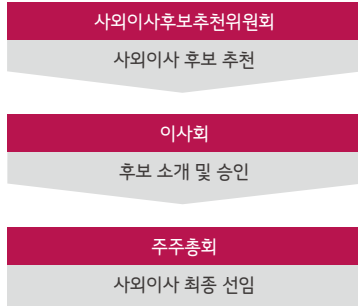 사외이사후보추천위원회
사외이사 후보 추천
이사회
후보 소개 및 승인
주주총회
사외이사 최종 선임